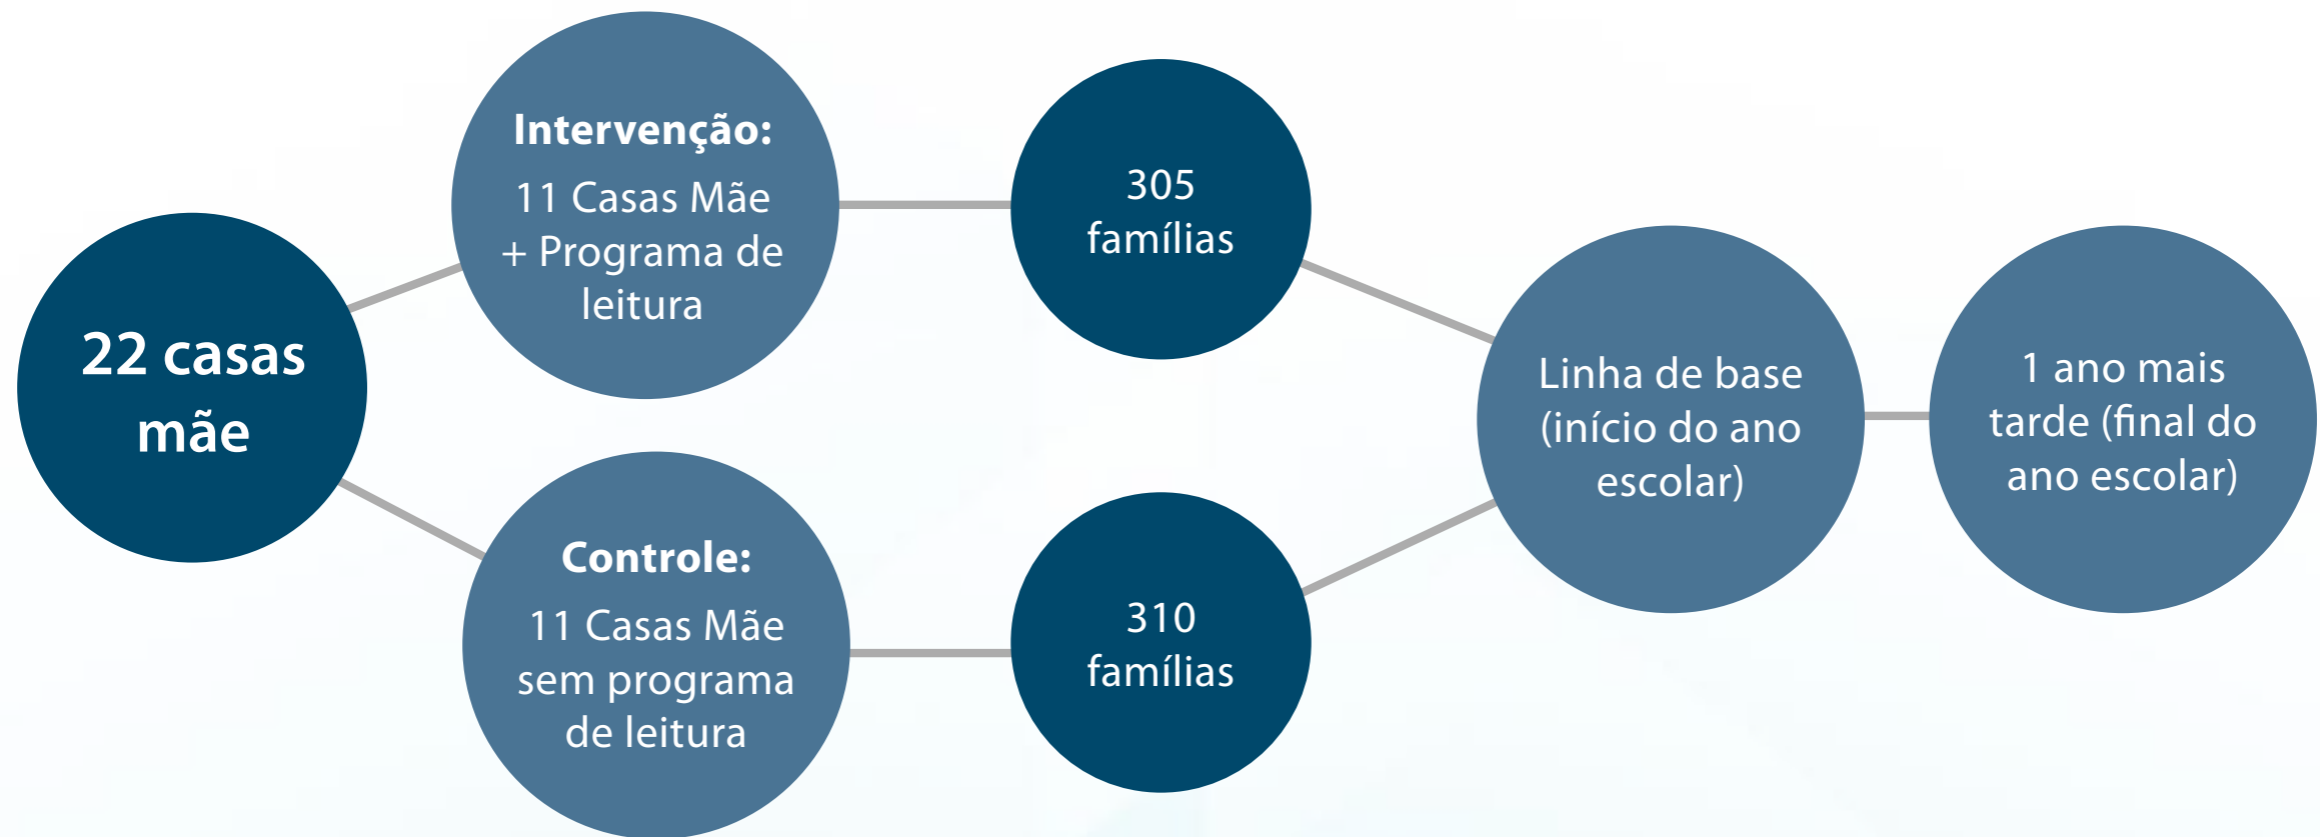 22 casas
mãe
Intervenção:
11 Casas Mãe
+ Programa de
leitura
Controle:
11 Casas Mãe
sem programa
de leitura
305
famílias
310
famílias
Linha de base
(início do ano
escolar)
1 ano mais
tarde (final do
ano escolar)